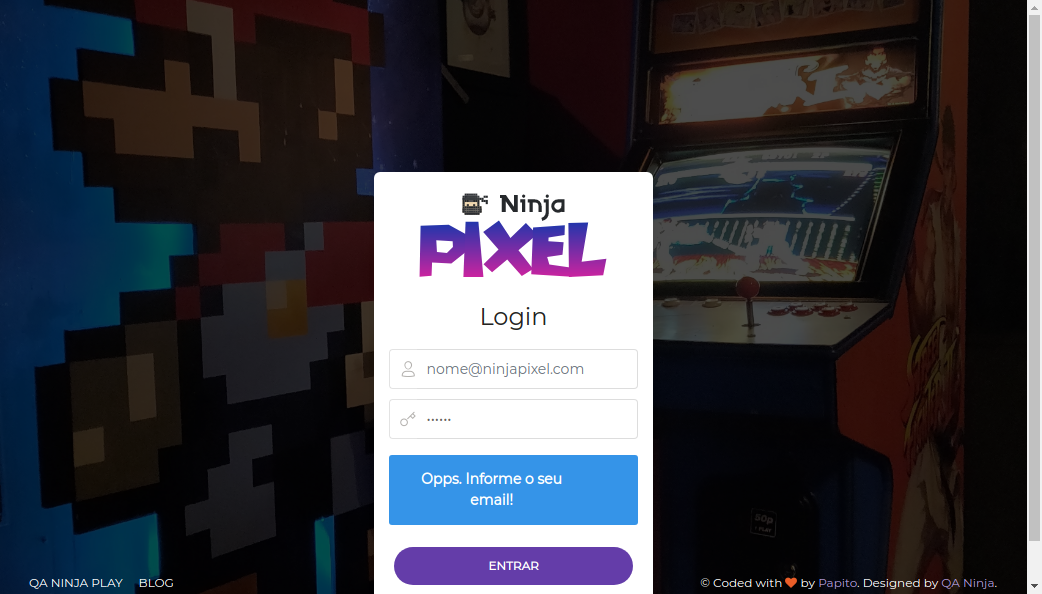 Ninja
PIXEL
Login
nome@ninjapixel.com
••••••
Opps. Informe o seu
email!
ENTRAR
50p
QA NINJA PLAY BLOG
© Coded with by Papito. Designed by QA Ninja.